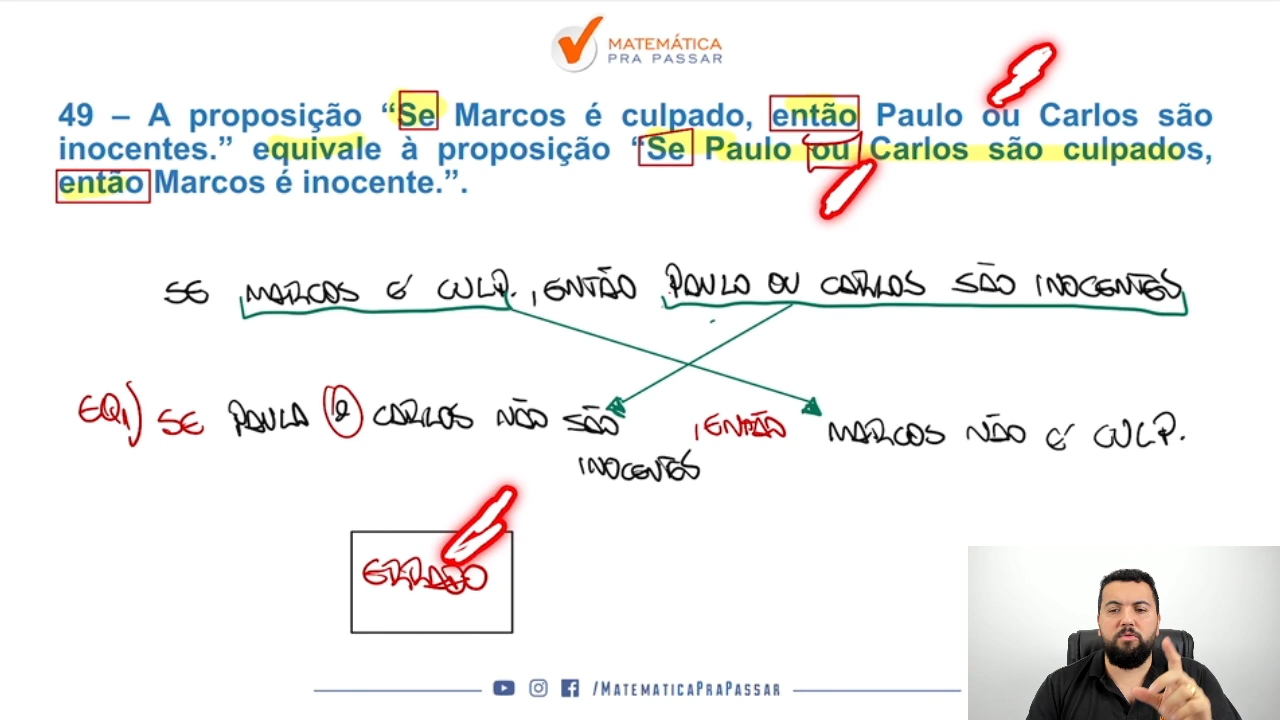 MATEMÁTICA
PRA PASSAR
49 – A proposição “Se Marcos é culpado, então Paulo ou Carlos são
inocentes.” equivale à proposição “Se Paulo ou Carlos são culpados,
então Marcos é inocente.”.
SE MARCOS É CULP., ENTÃO PAULO OU CARLOS SÃO INOCENTES
EQ1) SE PAULO e CARLOS NÃO SÃO INOCENTES, ENTÃO MARCOS NÃO É CULP.
ERRADO
/MATEMATICAPRAPASSAR